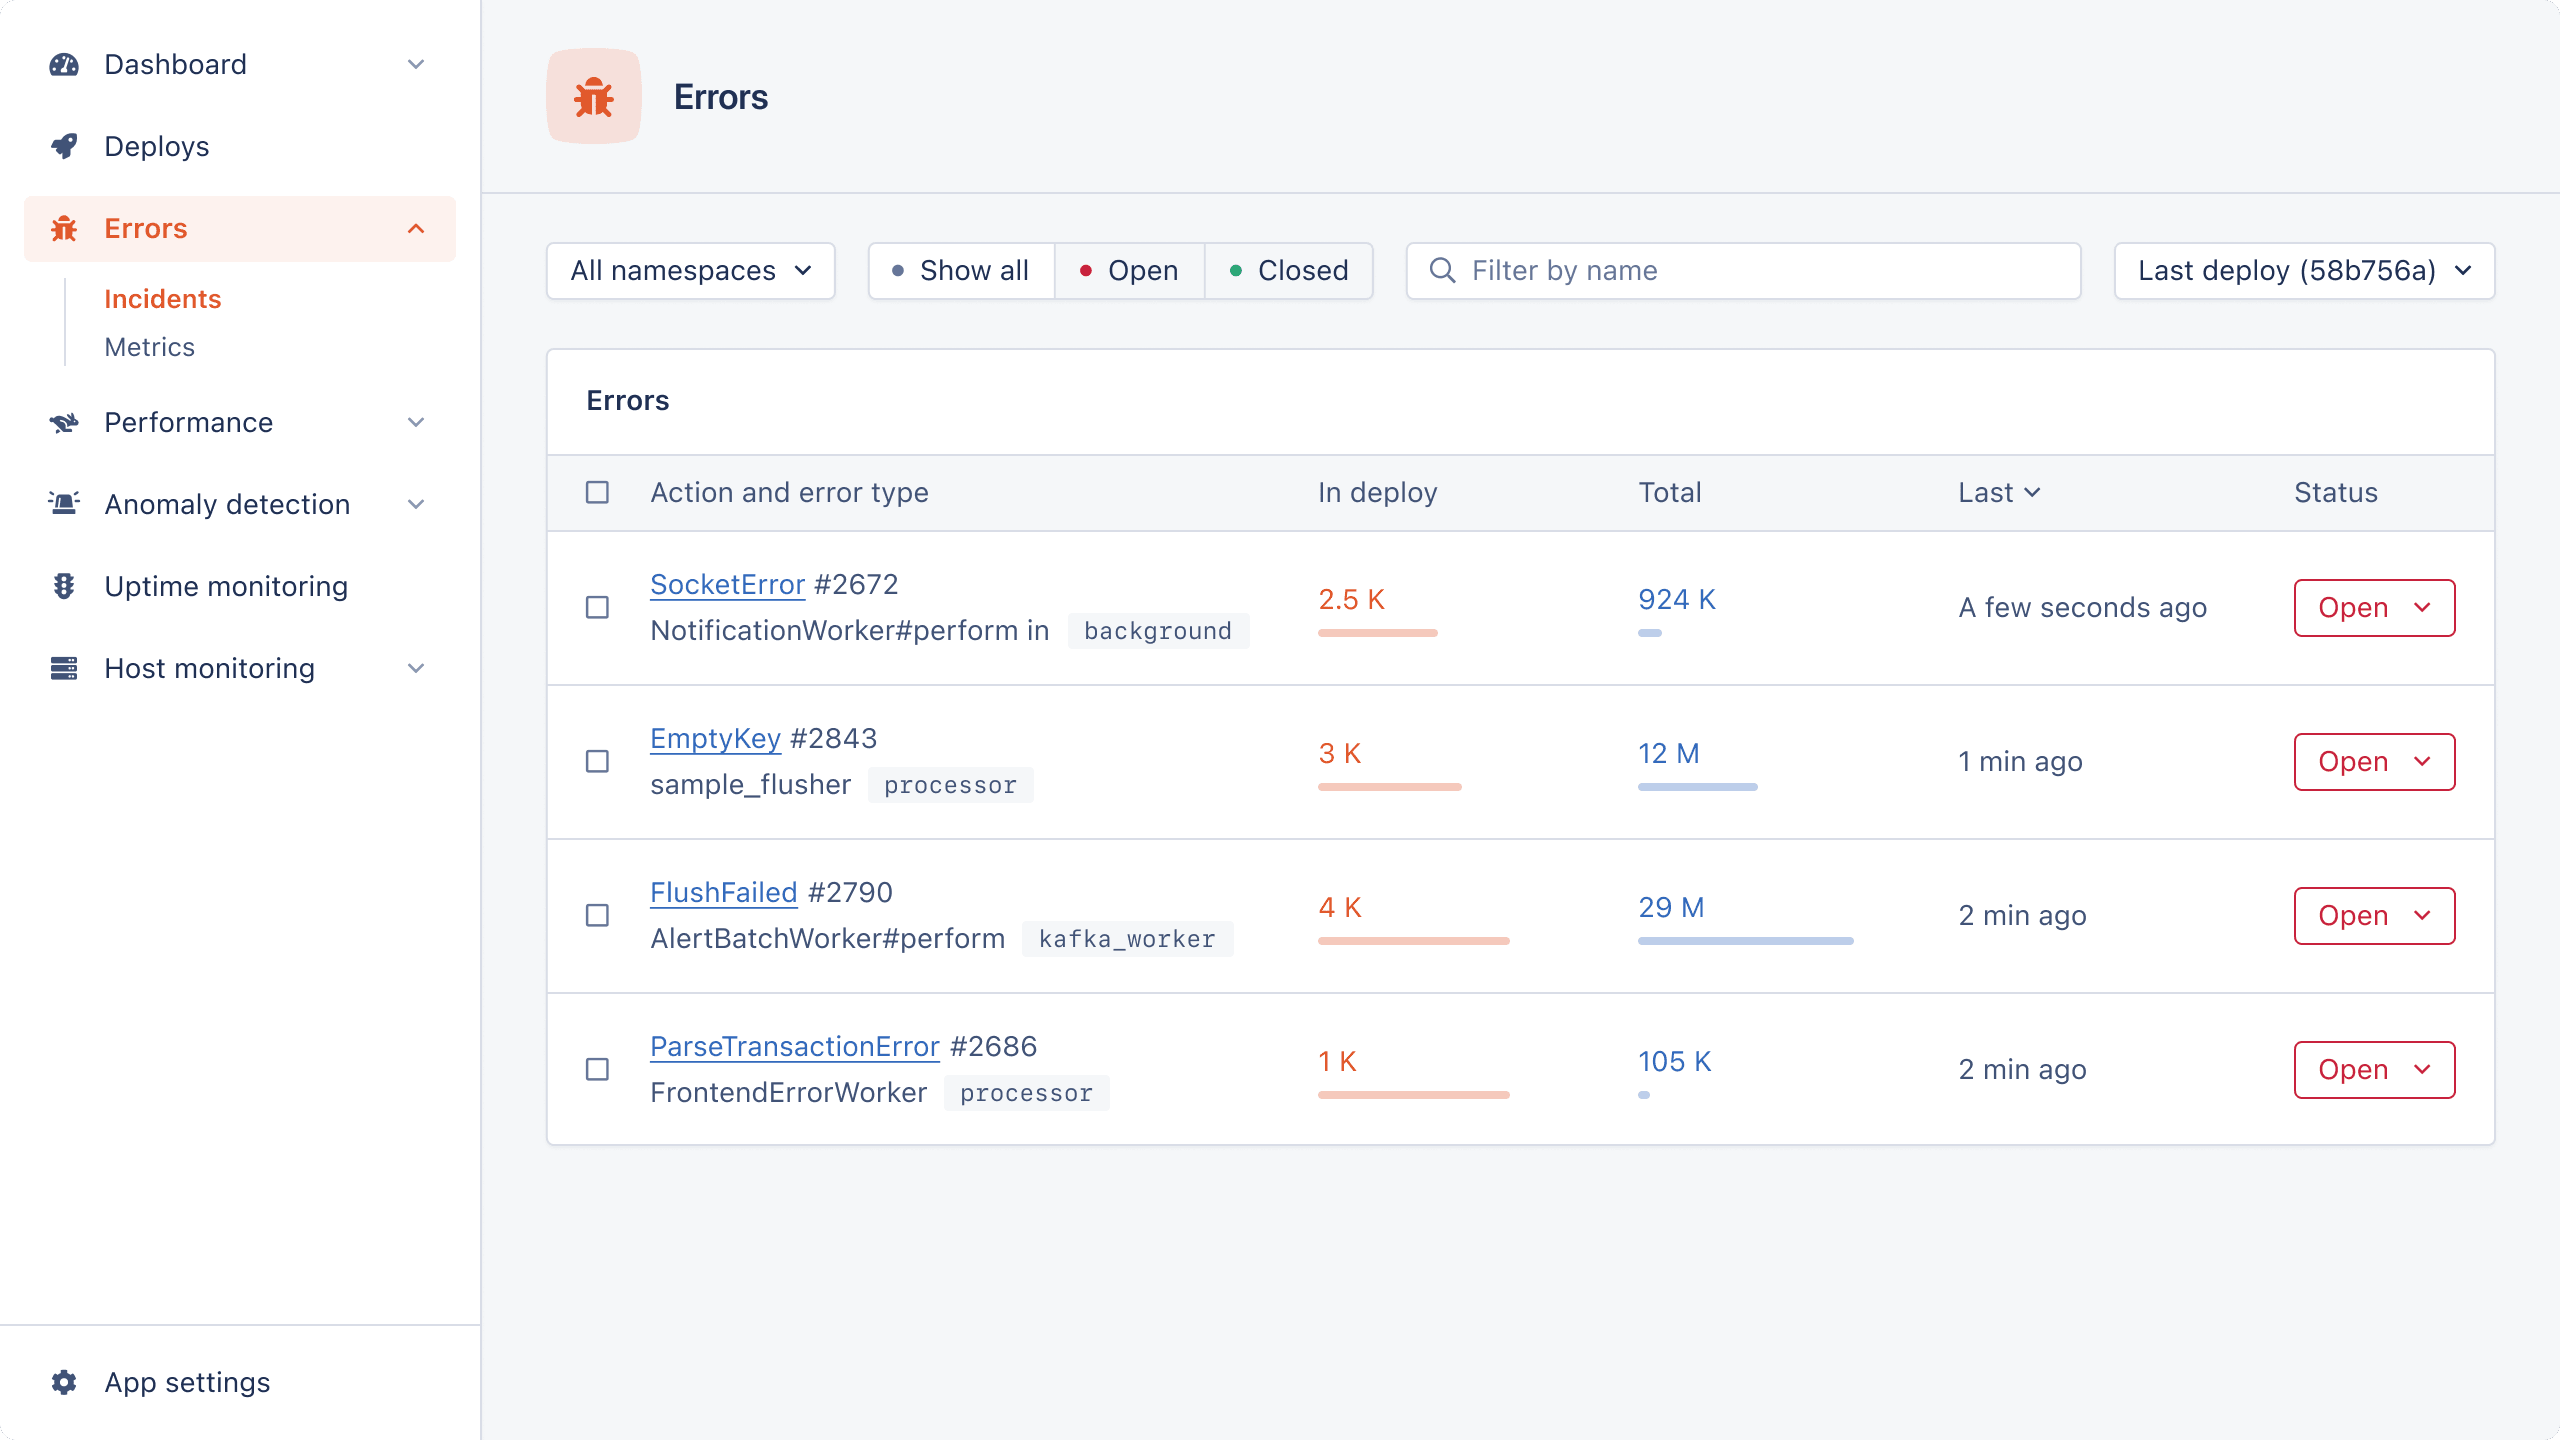 Dashboard
Deploys
Errors
Incidents
Metrics
Performance
Anomaly detection
Uptime monitoring
Host monitoring
App settings
Errors
All namespaces
Show all
Open
Closed
Filter by name
Last deploy (58b756a)
Errors
Action and error type In deploy Total Last Status
SocketError #2672
NotificationWorker#perform in background
2.5 K 924 K A few seconds ago Open
EmptyKey #2843
sample_flusher processor
3 K 12 M 1 min ago Open
FlushFailed #2790
AlertBatchWorker#perform kafka_worker
4 K 29 M 2 min ago Open
ParseTransactionError #2686
FrontendErrorWorker processor
1 K 105 K 2 min ago Open